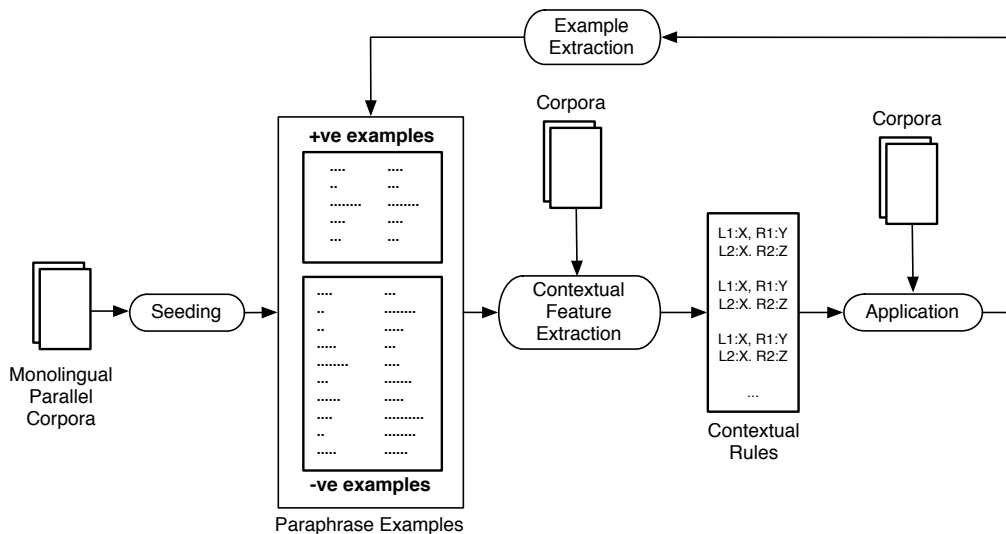 Example
Extraction
Corpora
Corpora
+ve examples
.... ....
.. ...
........ ........
.... ....
... ...
L1:X, R1:Y
L2:X. R2:Z
L1:X, R1:Y
L2:X. R2:Z
L1:X, R1:Y
L2:X. R2:Z
...
Seeding
Contextual
Feature
Extraction
Application
Monolingual
Parallel
Corpora
.... .....
.. ........
.. .....
..... ...
........ ....
... .......
...... .....
.... ..........
.. ........
..... ......
-ve examples
Contextual
Rules
Paraphrase Examples